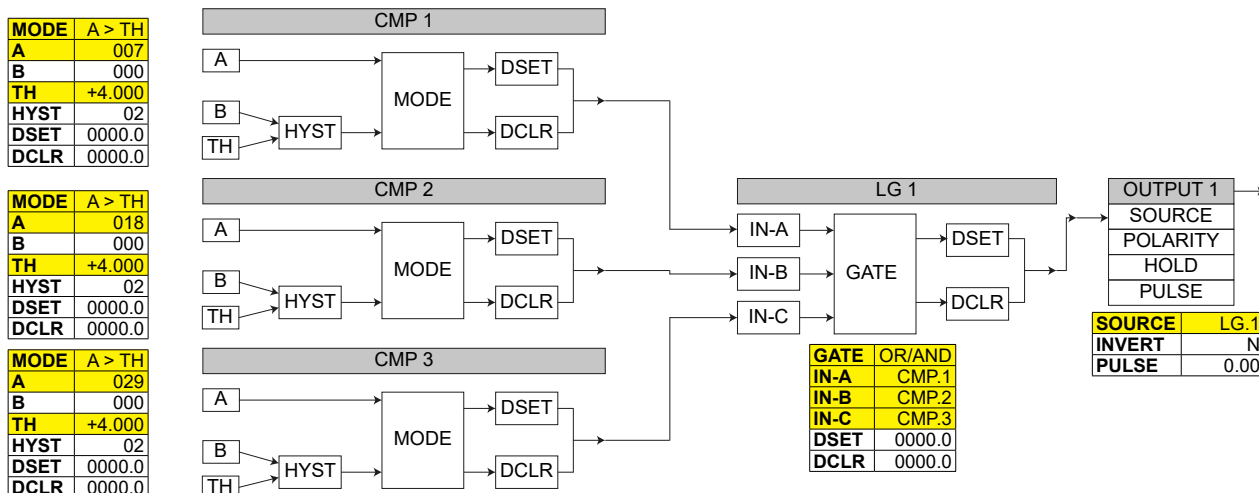 MODE A > TH
A 007
B 000
TH +4.000
HYST 02
DSET 0000.0
DCLR 0000.0
CMP 1
A
B
TH
HYST
MODE
DSET
DCLR
MODE A > TH
A 018
B 000
TH +4.000
HYST 02
DSET 0000.0
DCLR 0000.0
CMP 2
A
B
TH
HYST
MODE
DSET
DCLR
MODE A > TH
A 029
B 000
TH +4.000
HYST 02
DSET 0000.0
DCLR 0000.0
CMP 3
A
B
TH
HYST
MODE
DSET
DCLR
LG 1
IN-A
IN-B
IN-C
GATE
DSET
DCLR
GATE OR/AND
IN-A CMP.1
IN-B CMP.2
IN-C CMP.3
DSET 0000.0
DCLR 0000.0
OUTPUT 1
SOURCE
POLARITY
HOLD
PULSE
SOURCE LG.1
INVERT N
PULSE 0.00